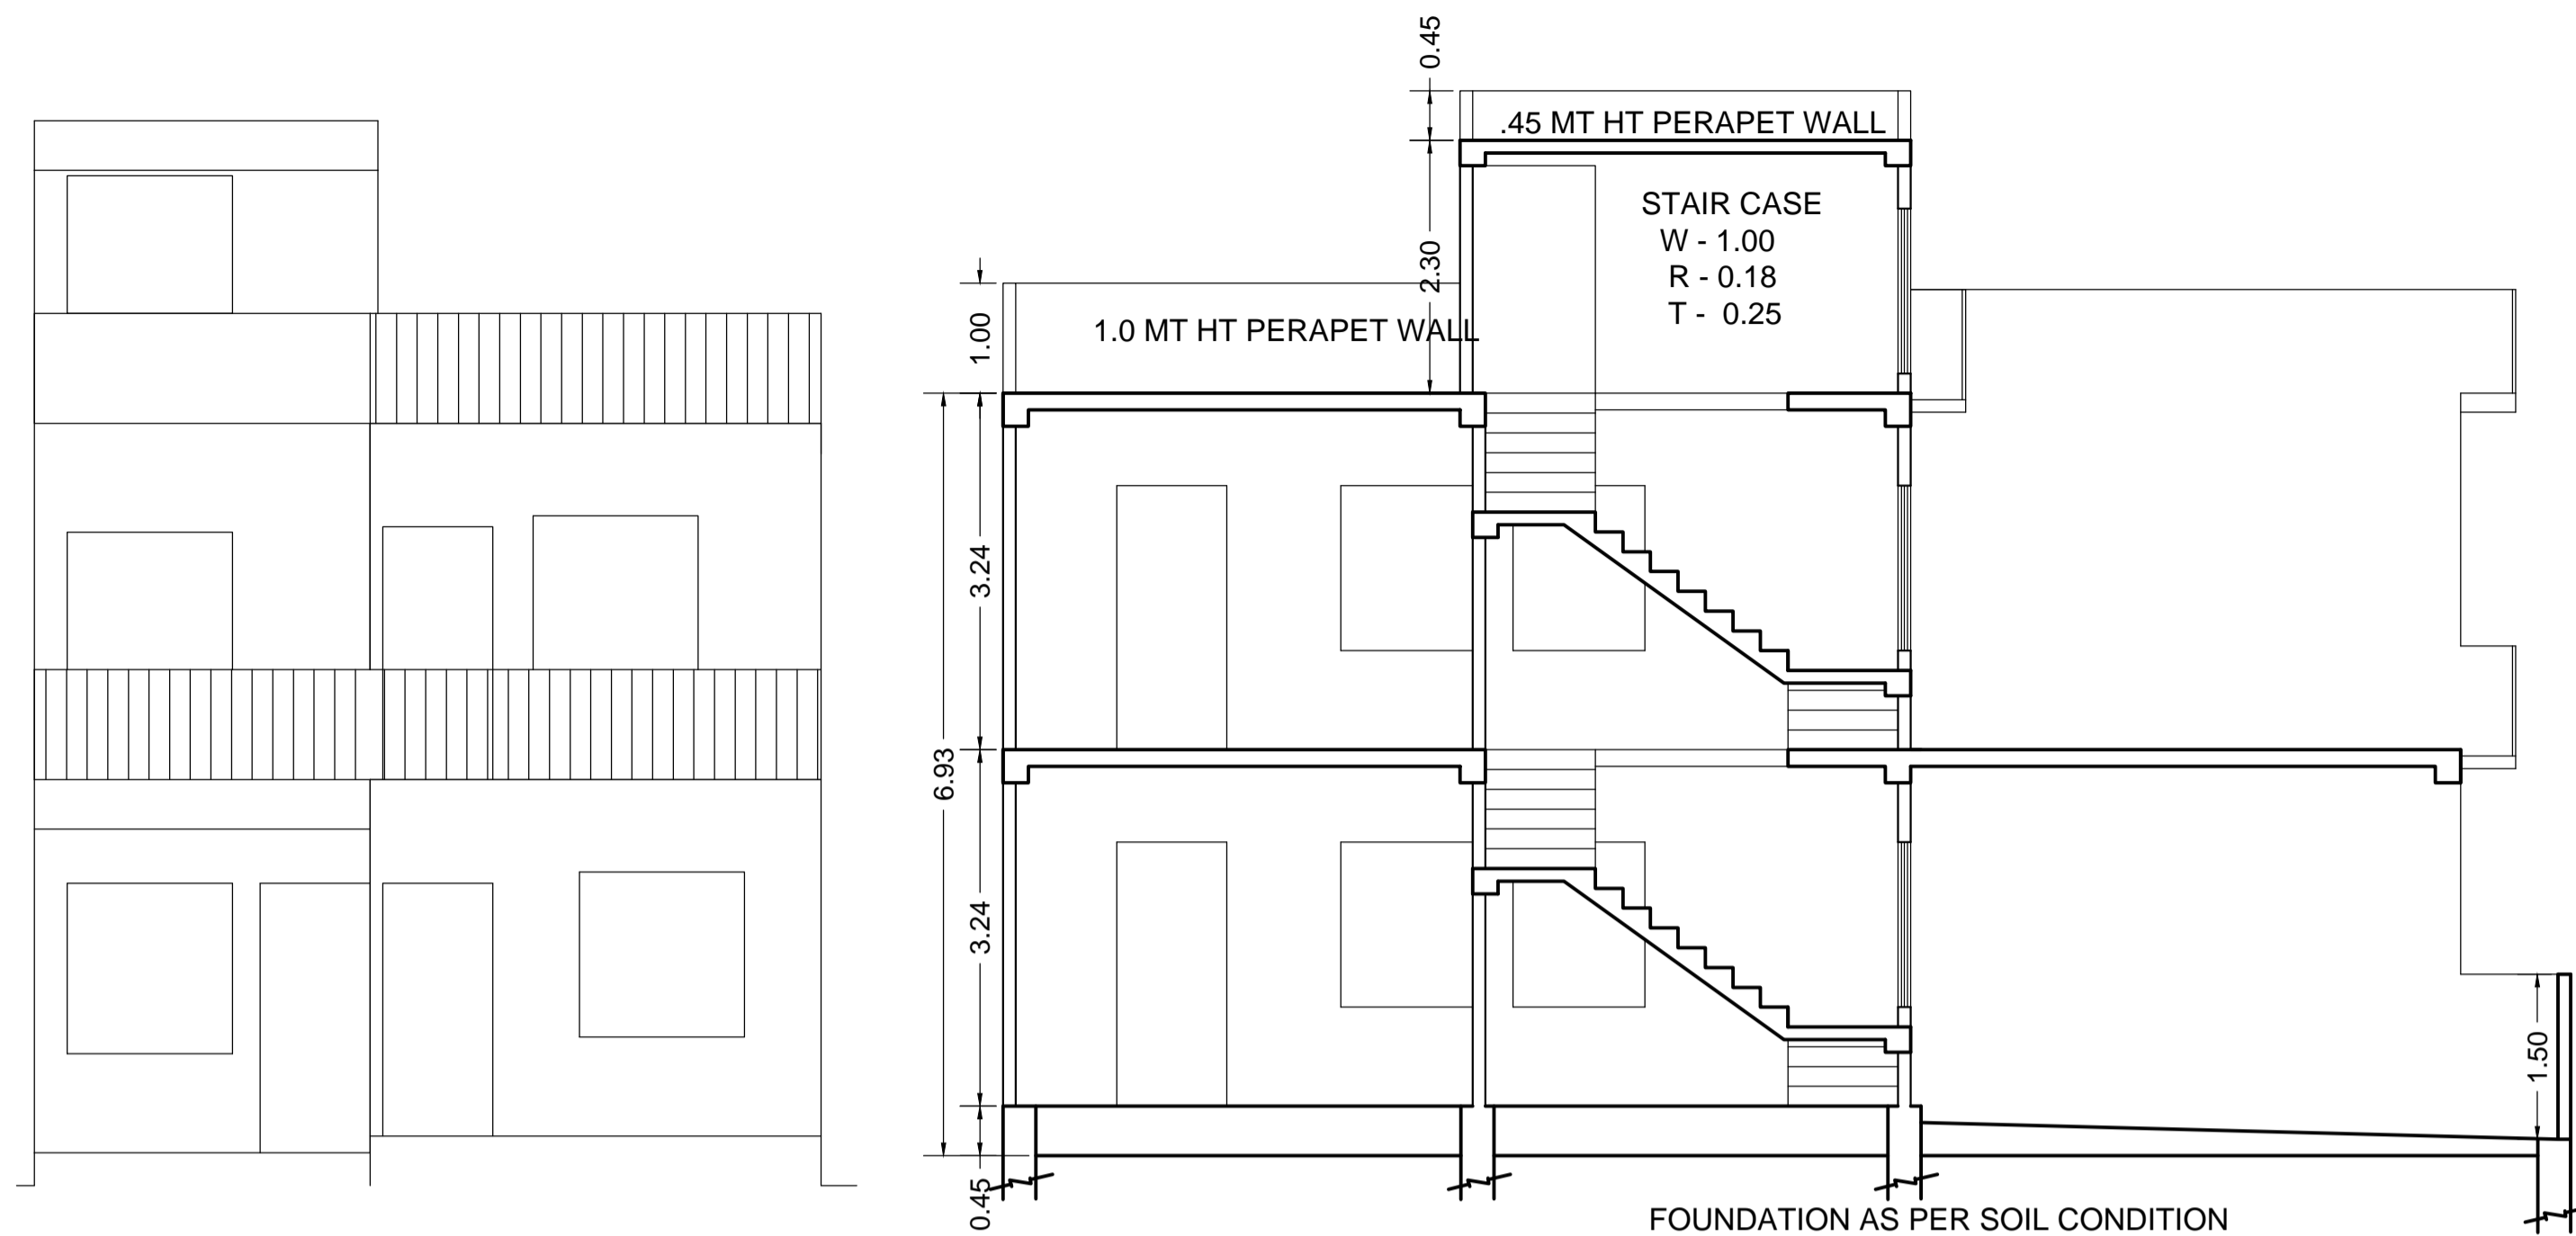 0.45
.45 MT HT PERAPET WALL
STAIR CASE
W - 1.00
R - 0.18
T - 0.25
2.30
1.00
1.0 MT HT PERAPET WALL
3.24
6.93
3.24
1.50
0.45
FOUNDATION AS PER SOIL CONDITION